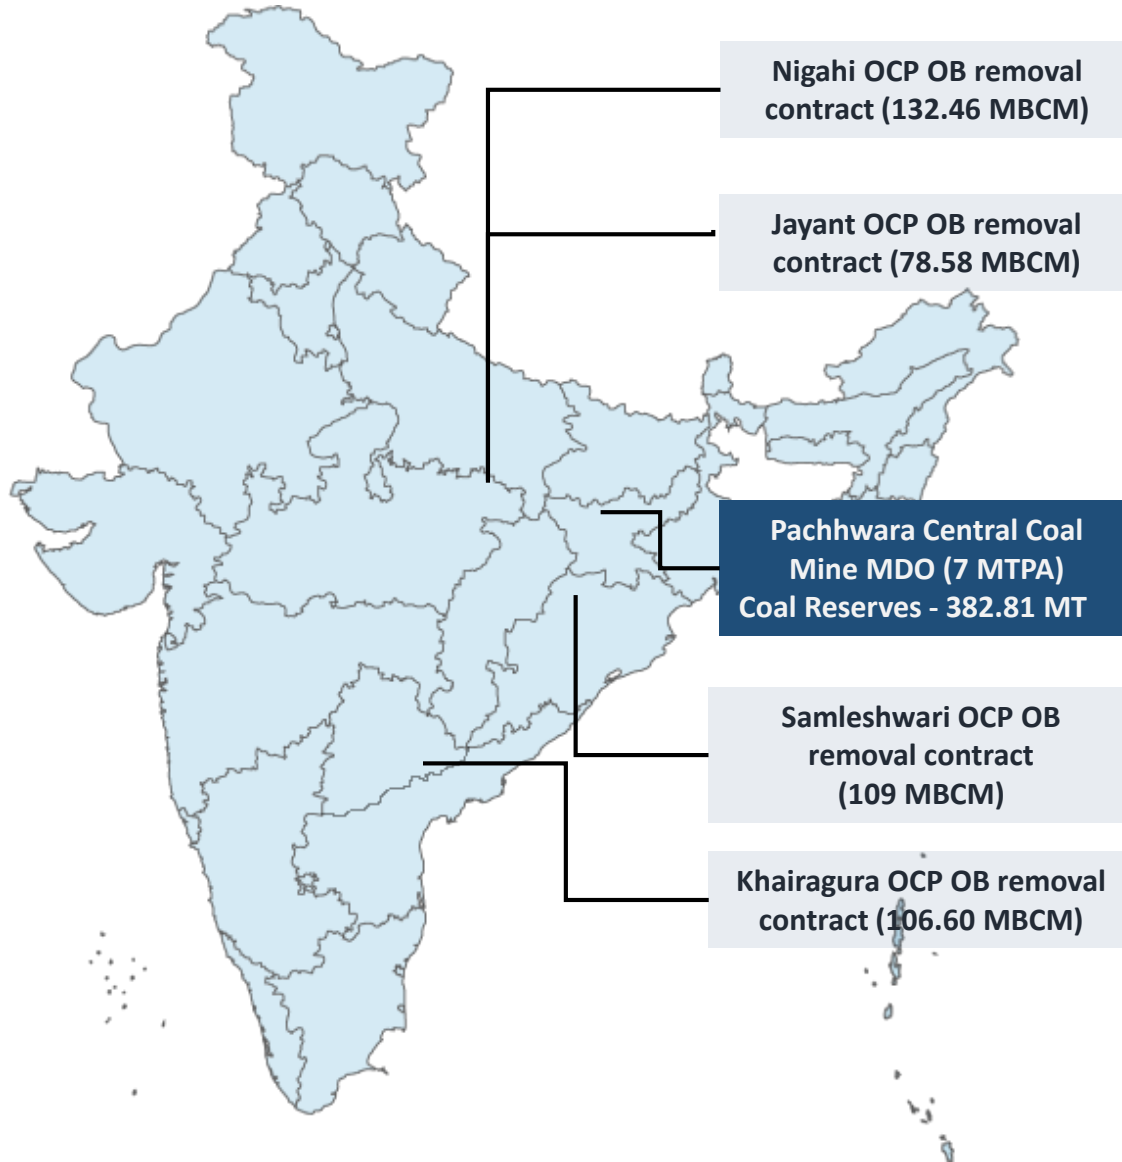 Nigahi OCP OB removal
contract (132.46 MBCM)
Jayant OCP OB removal
contract (78.58 MBCM)
Pachhwara Central Coal
Mine MDO (7 MTPA)
Coal Reserves - 382.81 MT
Samleshwari OCP OB
removal contract
(109 MBCM)
Khairagura OCP OB removal
contract (106.60 MBCM)